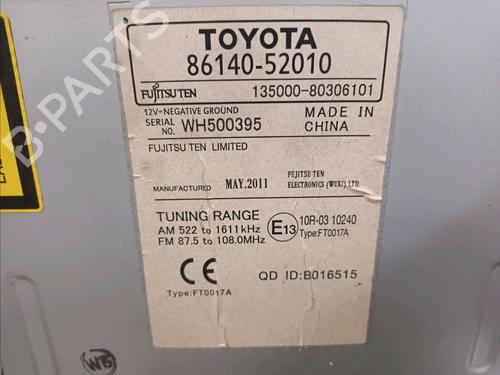 TOYOTA
86140-52010
FUJITSU TEN 135000-80306101
12V-NEGATIVE GROUND
SERIAL NO. WH500395
MADE IN CHINA
FUJITSU TEN LIMITED
MANUFACTURED MAY.2011
FUJITSU TEN
ELECTRONICS (WUXI) LTD.
TUNING RANGE
AM 522 to 1611kHz
FM 87.5 to 108.0MHz
E13
10R-03 10240
Type:FT0017A
CE
Type:FT0017A
QD ID:B016515
B-Parts